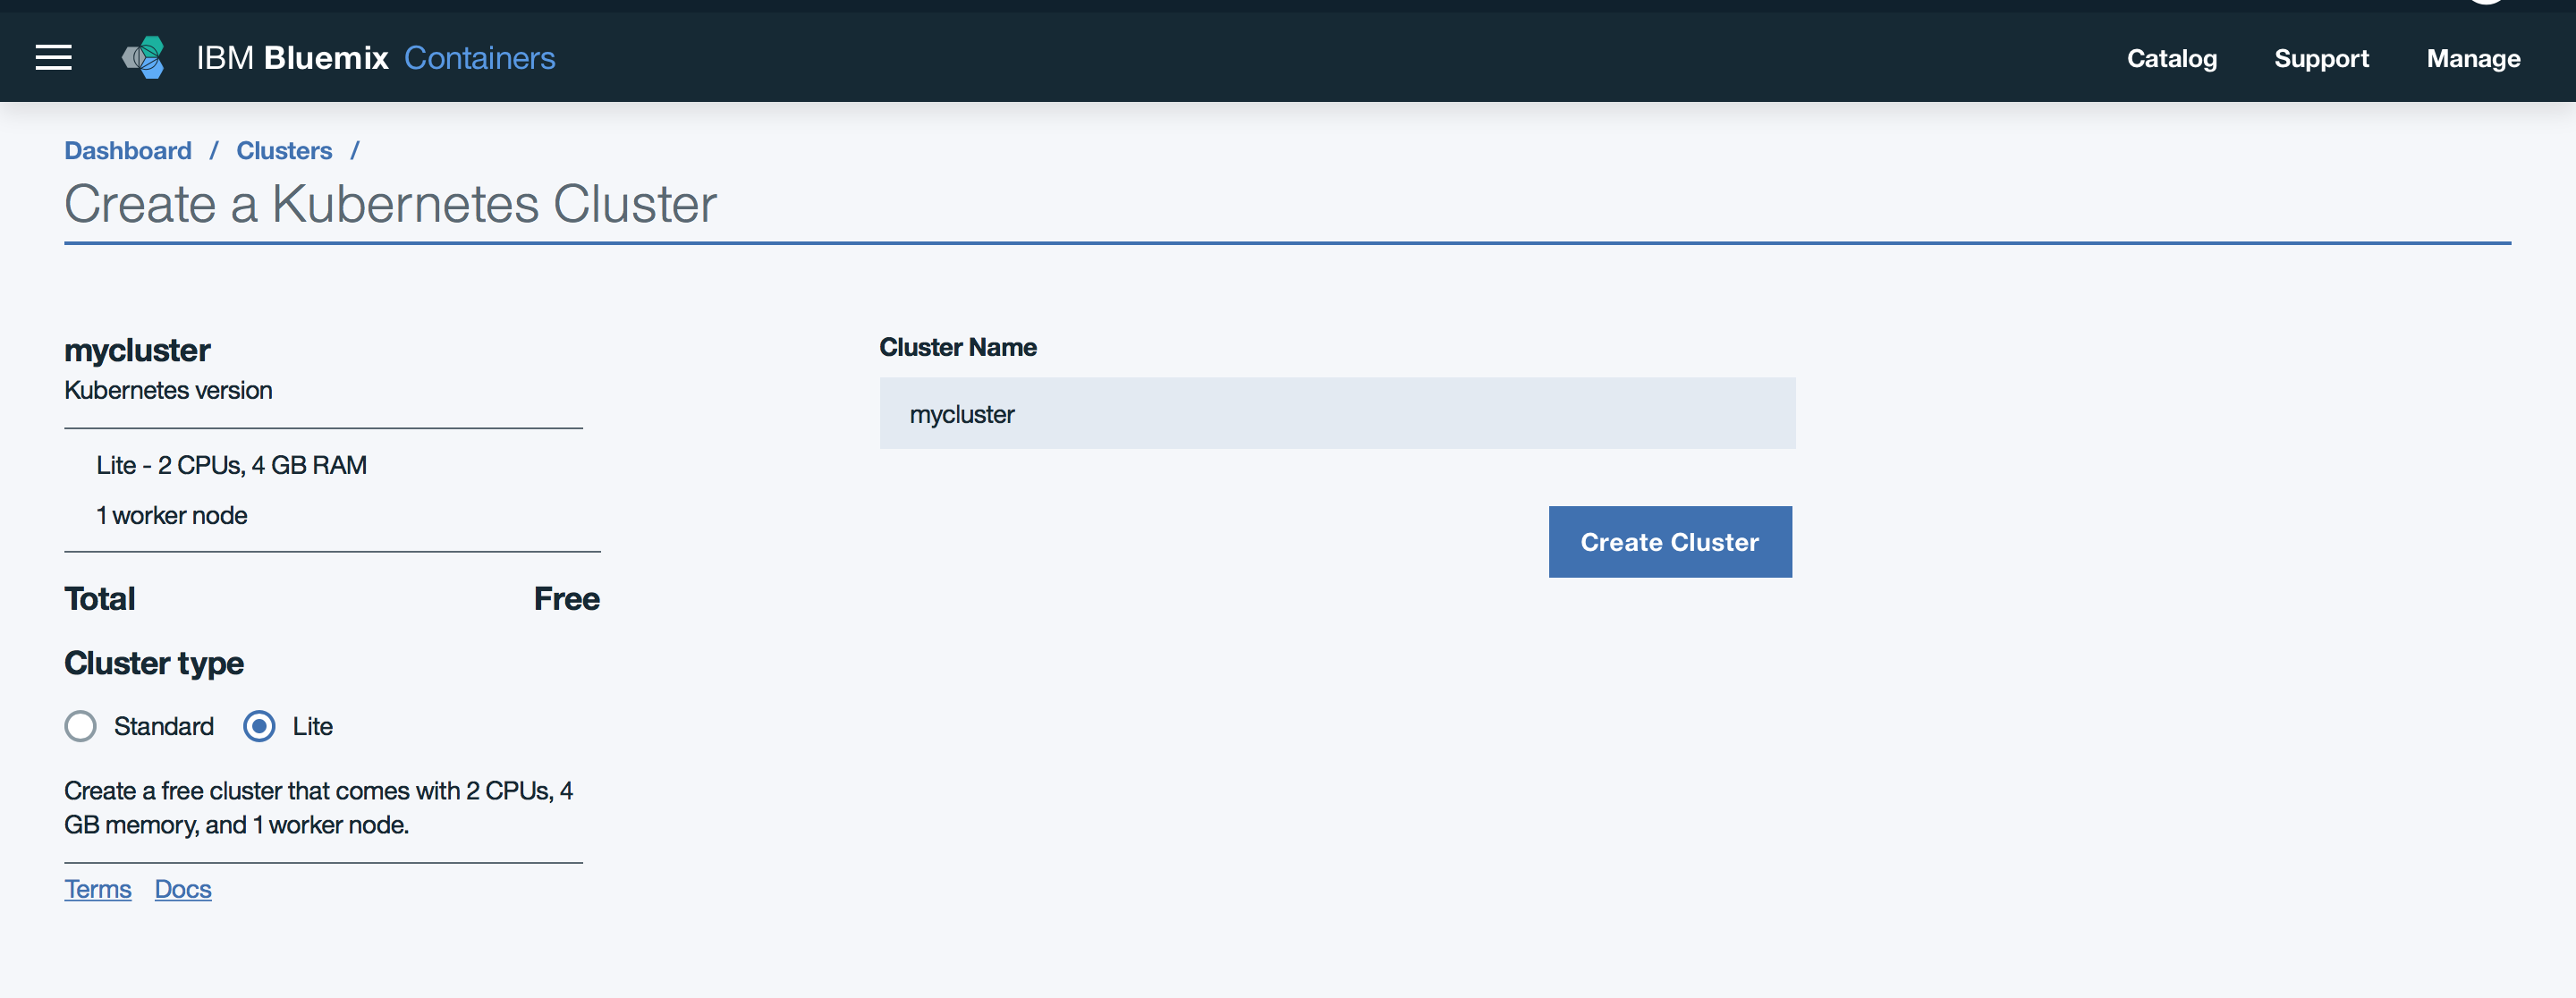 IBM Bluemix Containers
Catalog Support Manage
Dashboard / Clusters /
Create a Kubernetes Cluster
mycluster
Kubernetes version
Lite - 2 CPUs, 4 GB RAM
1 worker node
Total Free
Cluster type
Standard Lite
Create a free cluster that comes with 2 CPUs, 4
GB memory, and 1 worker node.
Terms Docs
Cluster Name
mycluster
Create Cluster